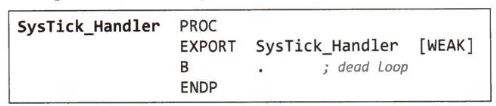 SysTick_Handler PROC
EXPORT SysTick_Handler [WEAK]
B . ; dead loop
ENDP